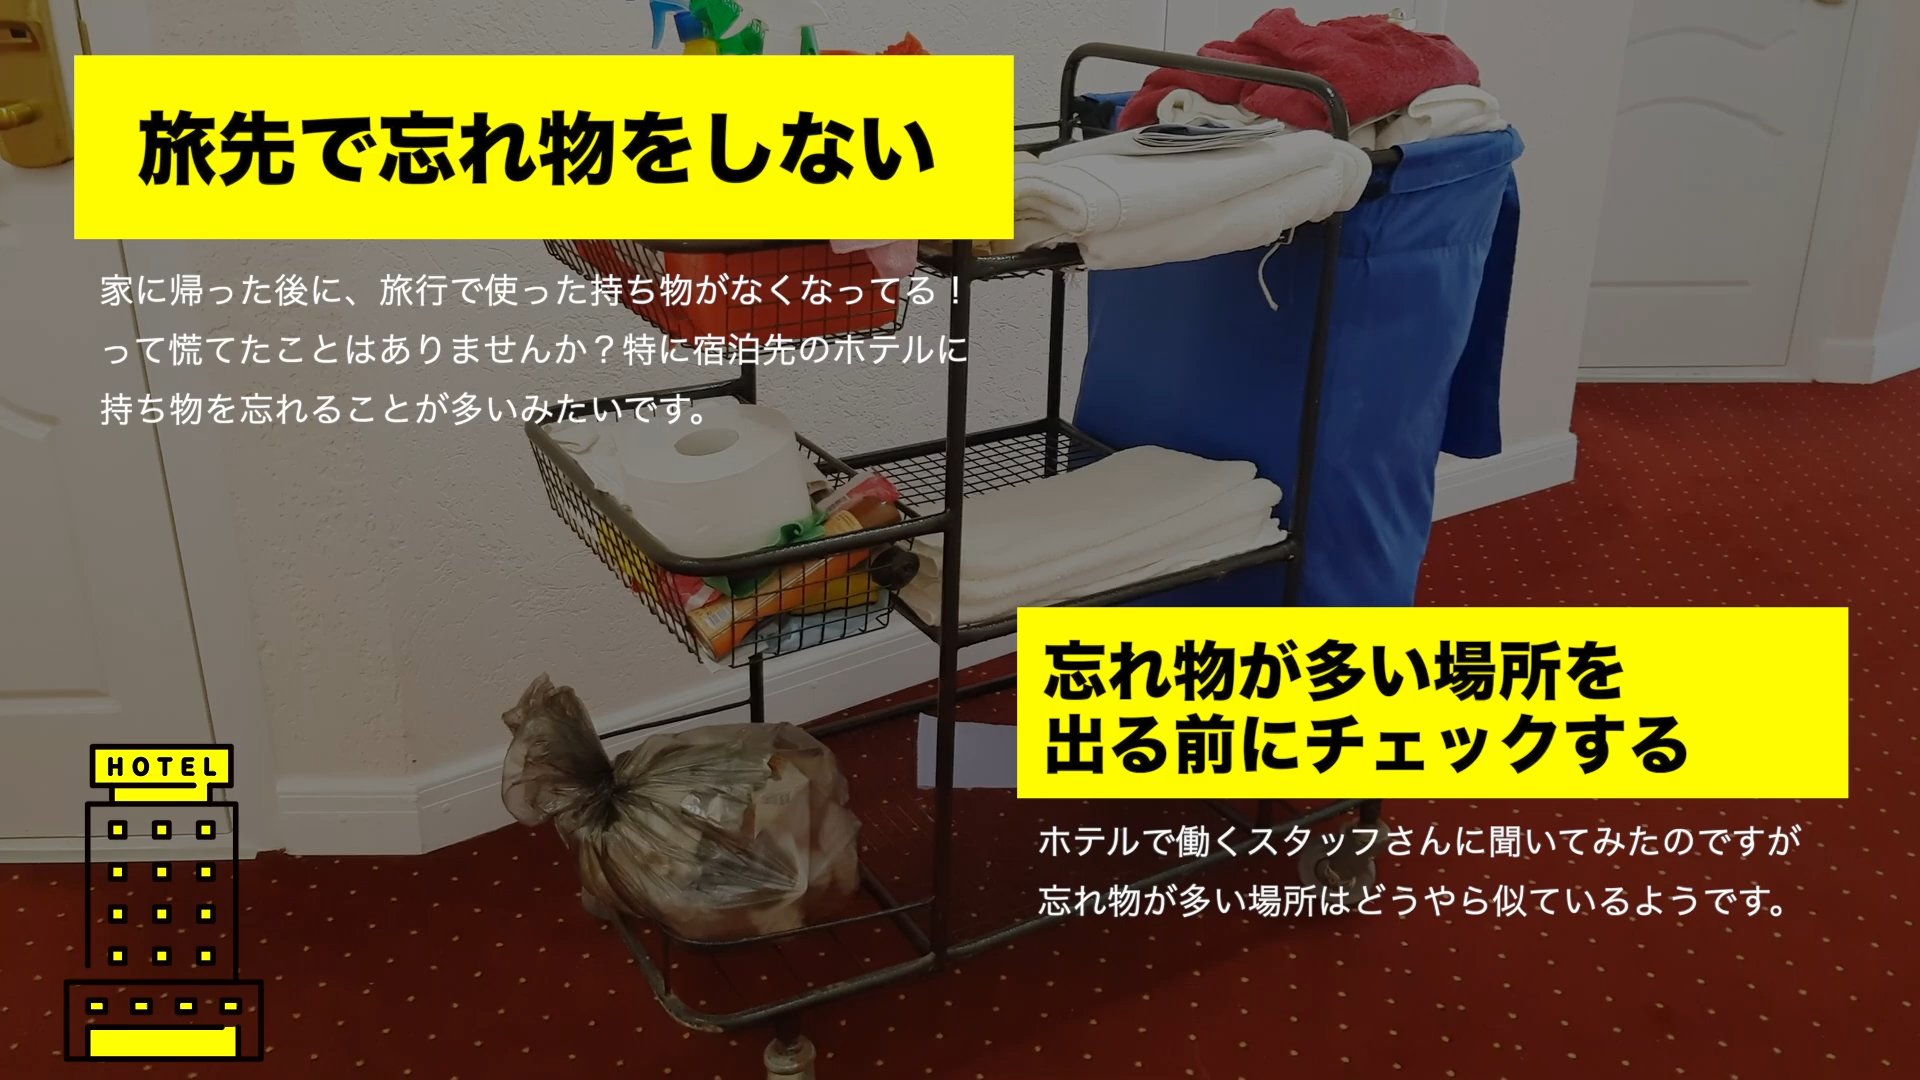 旅先で忘れ物をしない
家に帰った後に、旅行で使った持ち物がなくなってる！
って慌てたことはありませんか？特に宿泊先のホテルに
持ち物を忘れることが多いみたいです。
忘れ物が多い場所を
出る前にチェックする
ホテルで働くスタッフさんに聞いてみたのですが
忘れ物が多い場所はどうやら似ているようです。
HOTEL